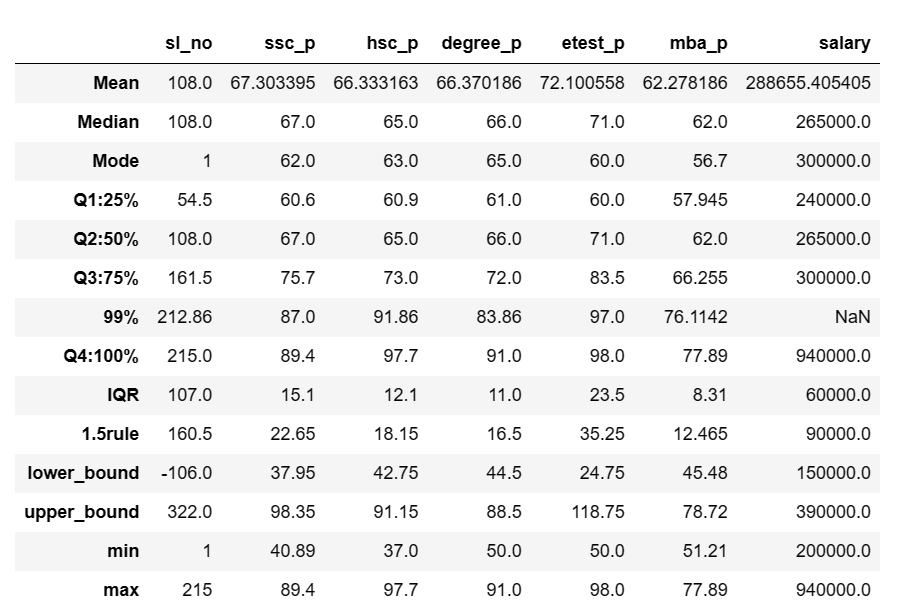 sl_no ssc_p hsc_p degree_p etest_p mba_p salary
Mean 108.0 67.303395 66.333163 66.370186 72.100558 62.278186 288655.405405
Median 108.0 67.0 65.0 66.0 71.0 62.0 265000.0
Mode 1 62.0 63.0 65.0 60.0 56.7 300000.0
Q1:25% 54.5 60.6 60.9 61.0 60.0 57.945 240000.0
Q2:50% 108.0 67.0 65.0 66.0 71.0 62.0 265000.0
Q3:75% 161.5 75.7 73.0 72.0 83.5 66.255 300000.0
99% 212.86 87.0 91.86 83.86 97.0 76.1142 NaN
Q4:100% 215.0 89.4 97.7 91.0 98.0 77.89 940000.0
IQR 107.0 15.1 12.1 11.0 23.5 8.31 60000.0
1.5rule 160.5 22.65 18.15 16.5 35.25 12.465 90000.0
lower_bound -106.0 37.95 42.75 44.5 24.75 45.48 150000.0
upper_bound 322.0 98.35 91.15 88.5 118.75 78.72 390000.0
min 1 40.89 37.0 50.0 50.0 51.21 200000.0
max 215 89.4 97.7 91.0 98.0 77.89 940000.0